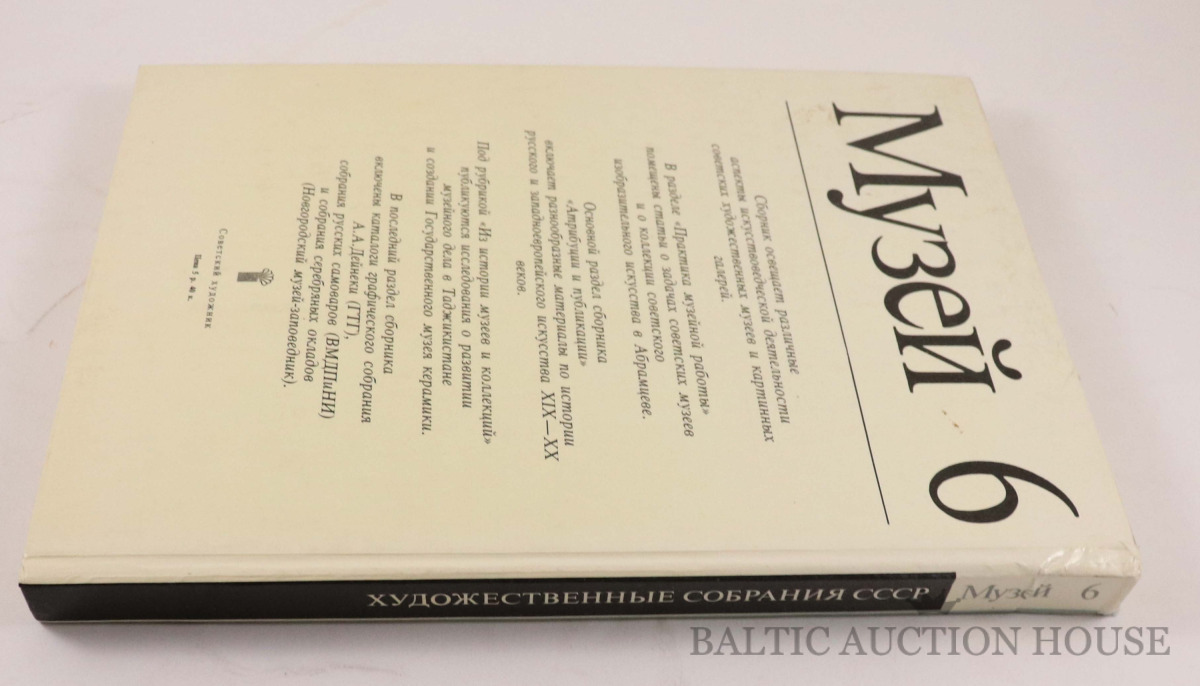 Музей 6
Сборник освещает различные
аспекты искусствоведческой деятельности
советских художественных музеев и картинных
галерей.
В разделе «Практика музейной работы»
помещены статьи о задачах советских музеев
и о коллекции советского
изобразительного искусства в Абрамцеве.
Основной раздел сборника
«Атрибуции и публикации»
включает разнообразные материалы по истории
русского и западноевропейского искусства XIX—XX
веков.
Под рубрикой «Из истории музеев и коллекций»
публикуются исследования о развитии
музейного дела в Таджикистане
и создании Государственного музея керамики.
В последний раздел сборника
включены каталоги графического собрания
А.А.Дейнеки (ГТГ),
собрания русских самоваров (ВМДПиНИ)
и собрания серебряных окладов
(Новгородский музей-заповедник).
Советский художник
Цена 5 р. 40 к.
ХУДОЖЕСТВЕННЫЕ СОБРАНИЯ СССР Музей 6
BALTIC AUCTION HOUSE